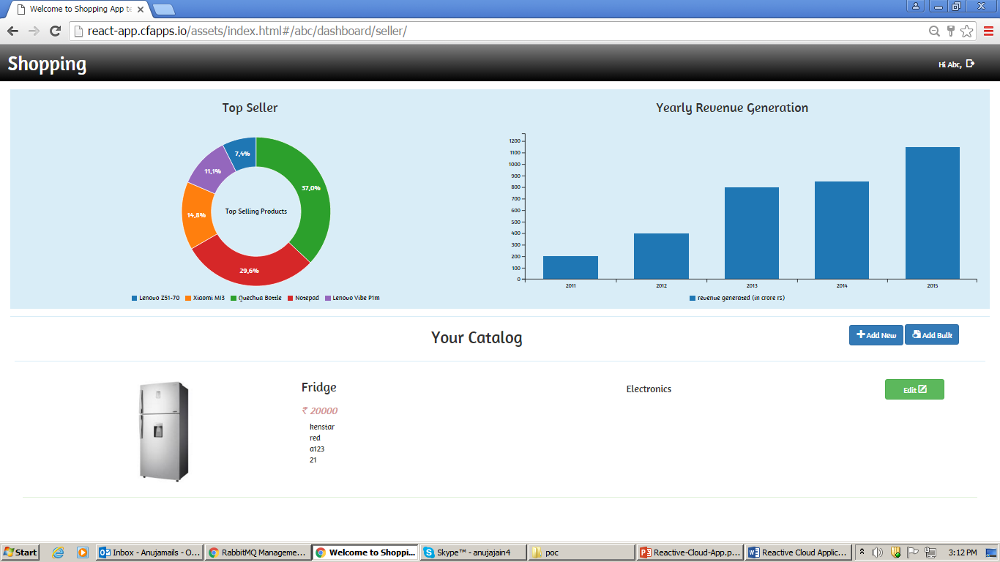 Welcome to Shopping App te
react-app.cfapps.io/assets/index.html#/abc/dashboard/seller/
Shopping
Hi Abc,
Top Seller
7,4%
11,1%
37,0%
14,8%
29,6%
Top Selling Products
Lenovo Z51-70 Xiaomi MI3 Quechua Bottle Notepad Lenovo Vibe P1m
Yearly Revenue Generation
1200
1100
1000
900
800
700
600
500
400
300
200
100
0
2011 2012 2013 2014 2015
revenue generated (in crore rs)
Your Catalog
Add New Add Bulk
Fridge
Electronics
Edit
₹ 20000
kenstar
red
a123
21
Start Inbox - Anujamails - O... RabbitMQ Manageme... Welcome to Shoppi... Skype™ - anujajain4 poc Reactive-Cloud-App.p... Reactive Cloud Applic... 3:12 PM